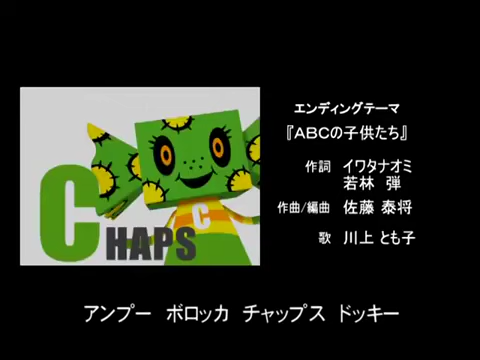 CHAPS
C
エンディングテーマ
『ABCの子供たち』
作詞 イワタナオミ
若林 弾
作曲/編曲 佐藤 泰将
歌 川上 とも子
アンプー ボロッカ チャップス ドッキー